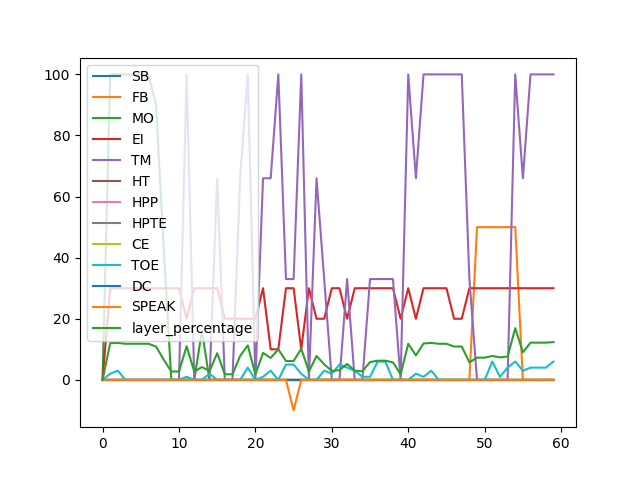 100
80
60
40
20
0
SB
FB
MO
EI
TM
HT
HPP
HPTE
CE
TOE
DC
SPEAK
layer_percentage
0 10 20 30 40 50 60